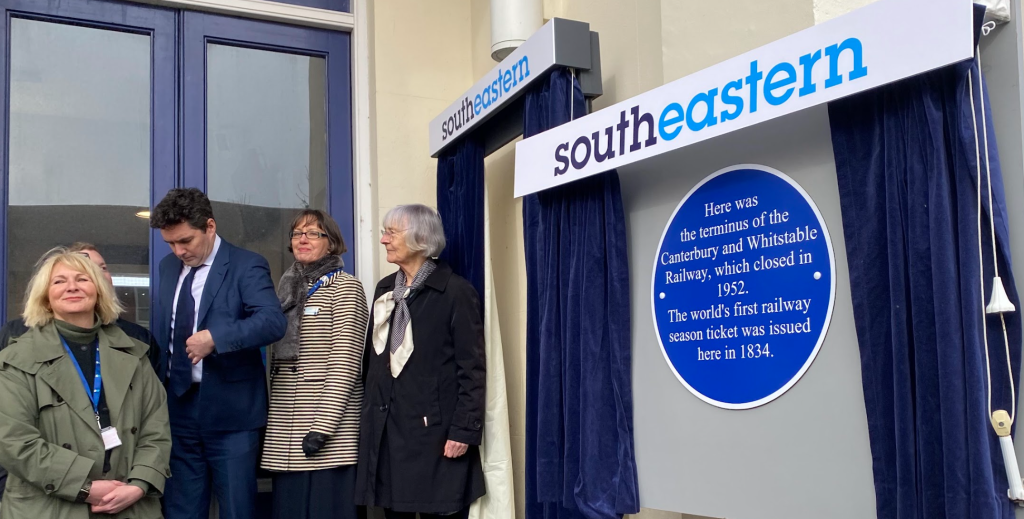 southeastern
southeastern
Here was
the terminus of the
Canterbury and Whitstable
Railway, which closed in
1952.
The world's first railway
season ticket was issued
here in 1834.